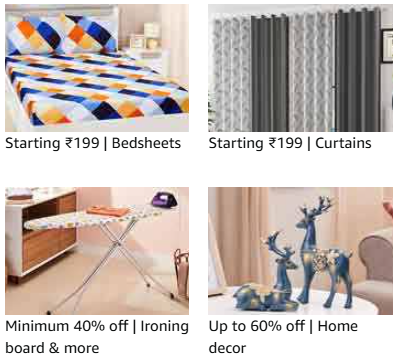 Starting ₹199 | Bedsheets
Starting ₹199 | Curtains
Minimum 40% off | Ironing
board & more
Up to 60% off | Home
decor